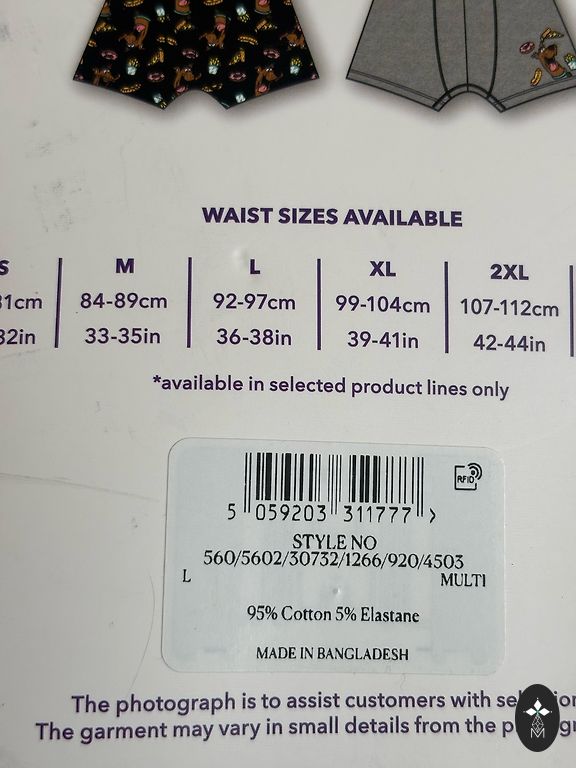 WAIST SIZES AVAILABLE
S M L XL 2XL
81cm 84-89cm 92-97cm 99-104cm 107-112cm
32in 33-35in 36-38in 39-41in 42-44in
*available in selected product lines only
RFID
5 059203 311777 >
STYLE NO
560/5602/30732/1266/920/4503
L MULTI
95% Cotton 5% Elastane
MADE IN BANGLADESH
The photograph is to assist customers with
The garment may vary in small details from the
M